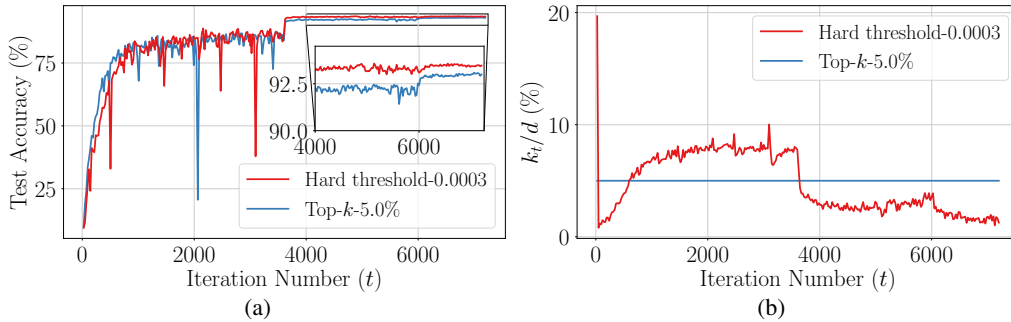 75
50
25
0
2000
4000
6000
Test Accuracy (%)
Iteration Number (t)
92.5
90.0
4000
6000
Hard threshold-0.0003
Top-k-5.0%
(a)
20
10
0
0
2000
4000
6000
k_t/d (%)
Iteration Number (t)
Hard threshold-0.0003
Top-k-5.0%
(b)